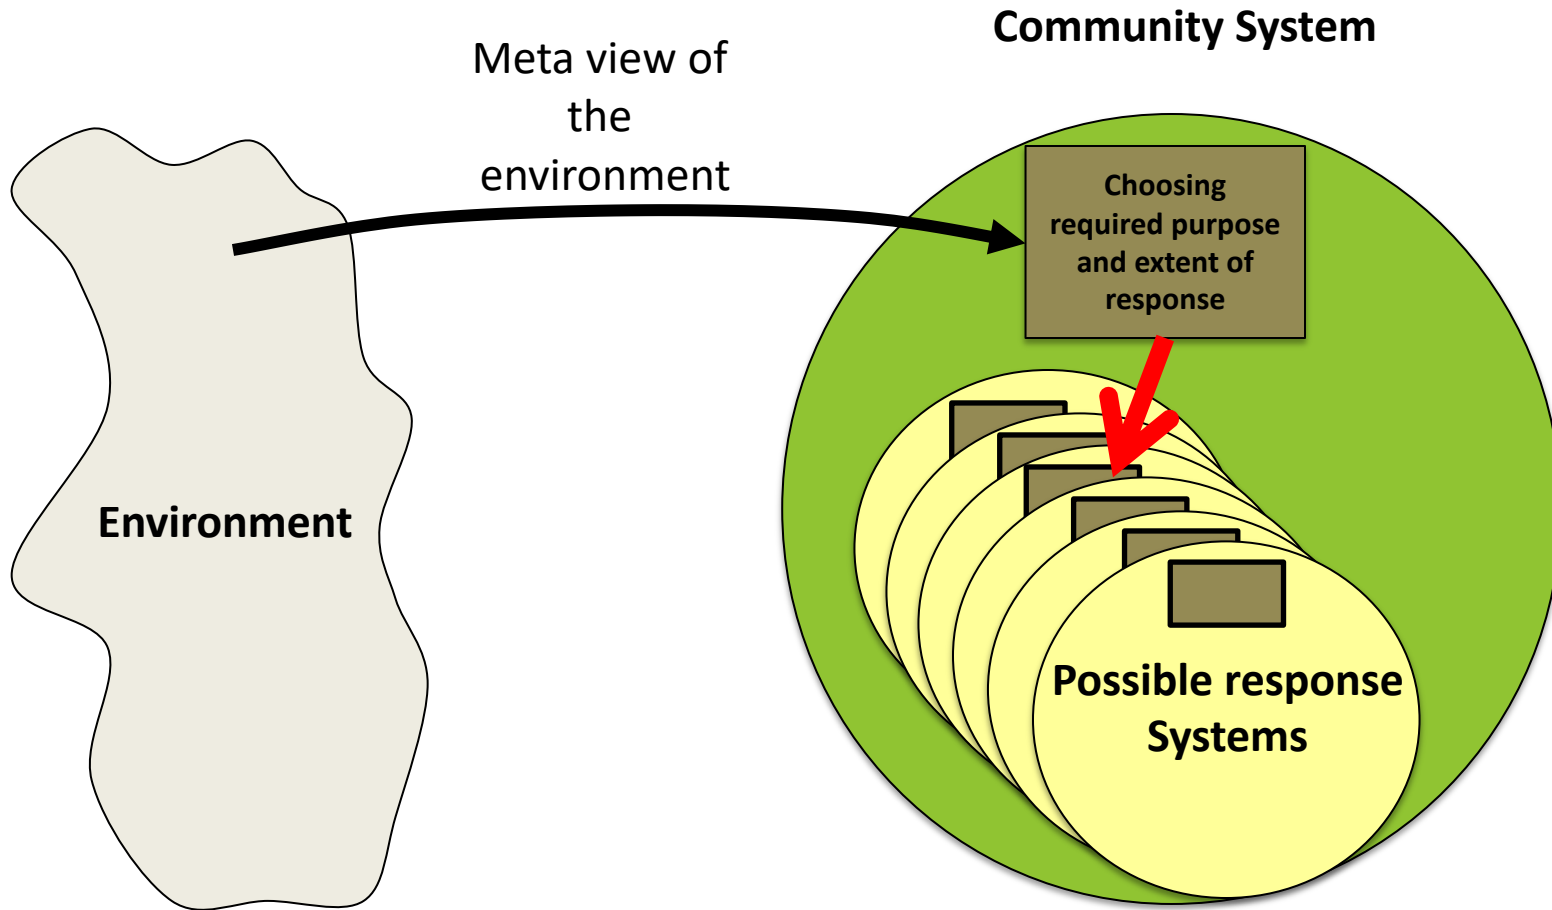 Community System
Meta view of
the
environment
Choosing
required purpose
and extent of
response
Environment
Possible response
Systems